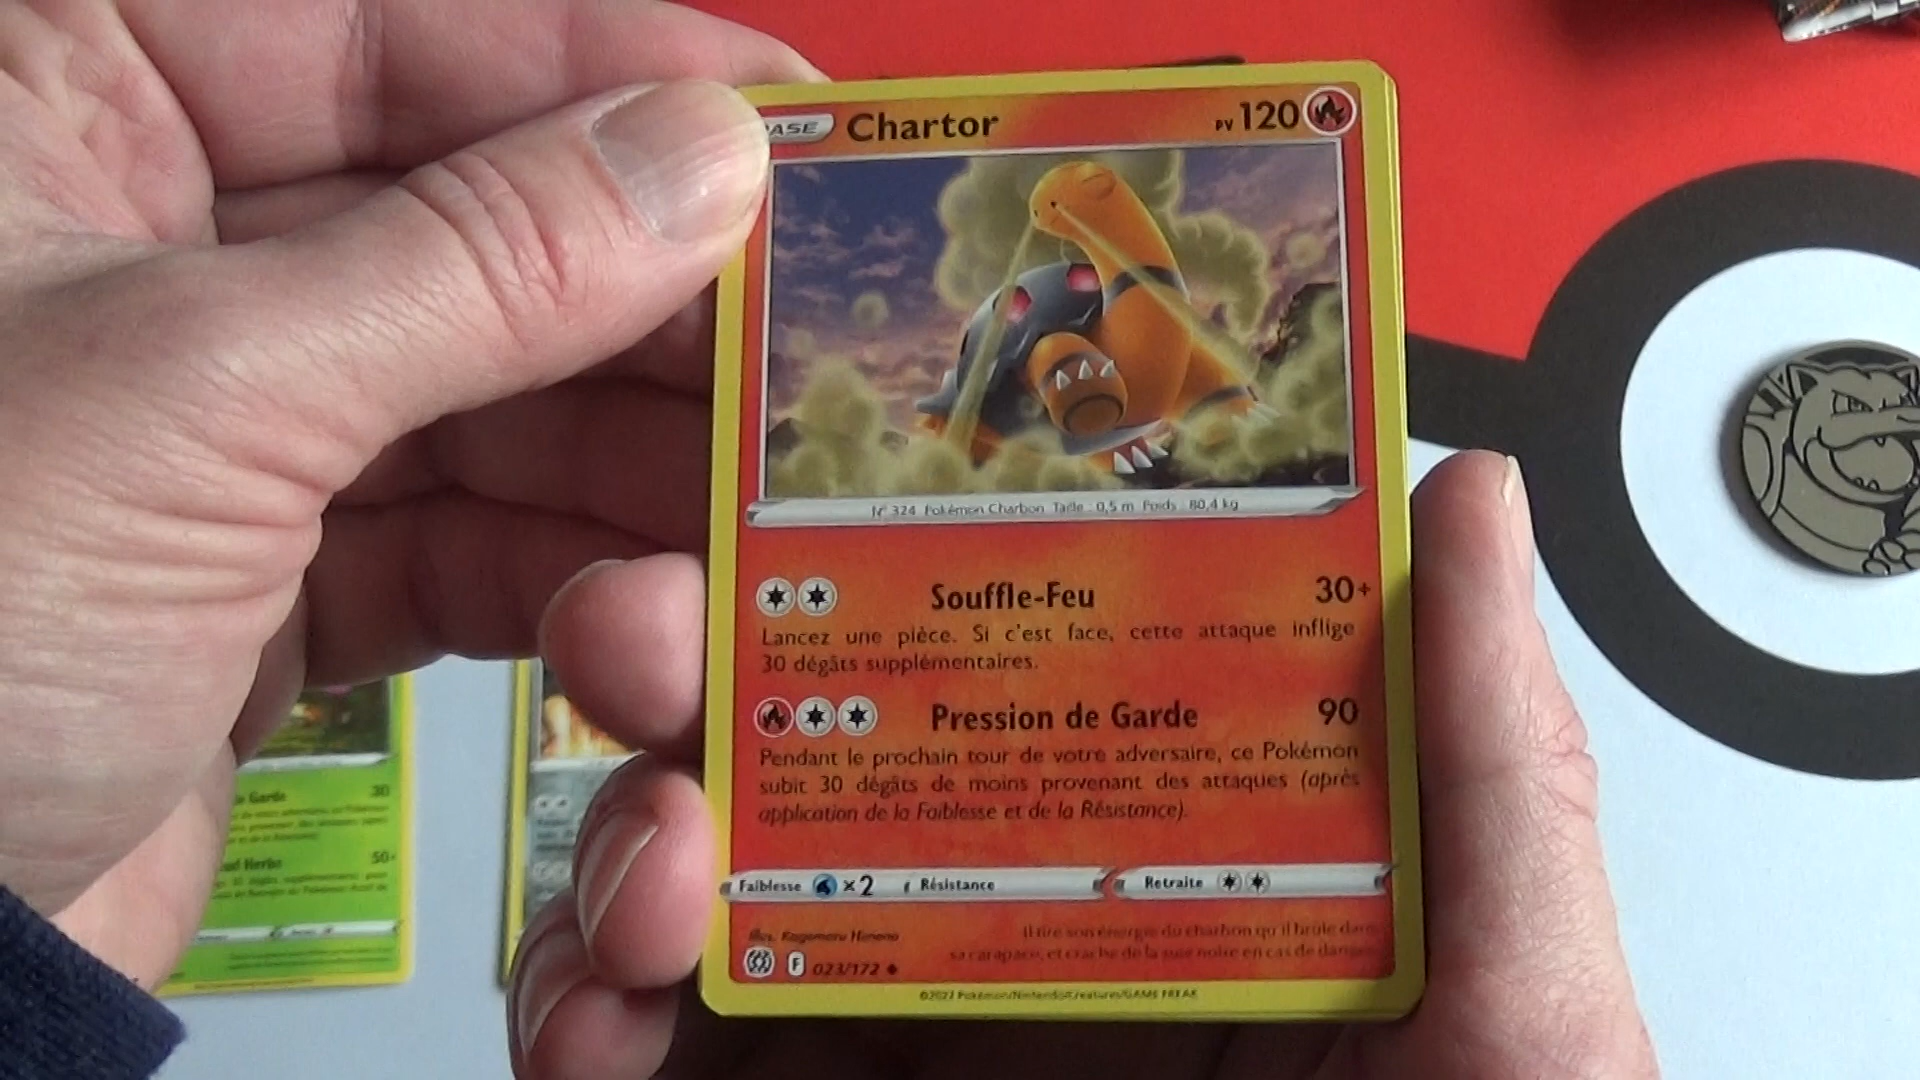 BASE Chartor PV 120
N° 324 Pokémon Charbon Taille : 0,5 m Poids : 80,4 kg
Souffle-Feu 30+
Lancez une pièce. Si c'est face, cette attaque inflige
30 dégâts supplémentaires.
Pression de Garde 90
Pendant le prochain tour de votre adversaire, ce Pokémon
subit 30 dégâts de moins provenant des attaques (après
application de la Faiblesse et de la Résistance).
Faiblesse ×2 Résistance Retraite
Illus. Kagemaru Himeno
Il tire son énergie du charbon qu'il brûle dans
sa carapace, et crache de la suie noire en cas de danger.
F 023/172
©2022 Pokémon/Nintendo/Creatures/GAME FREAK
Garde 30
Herbe
50+